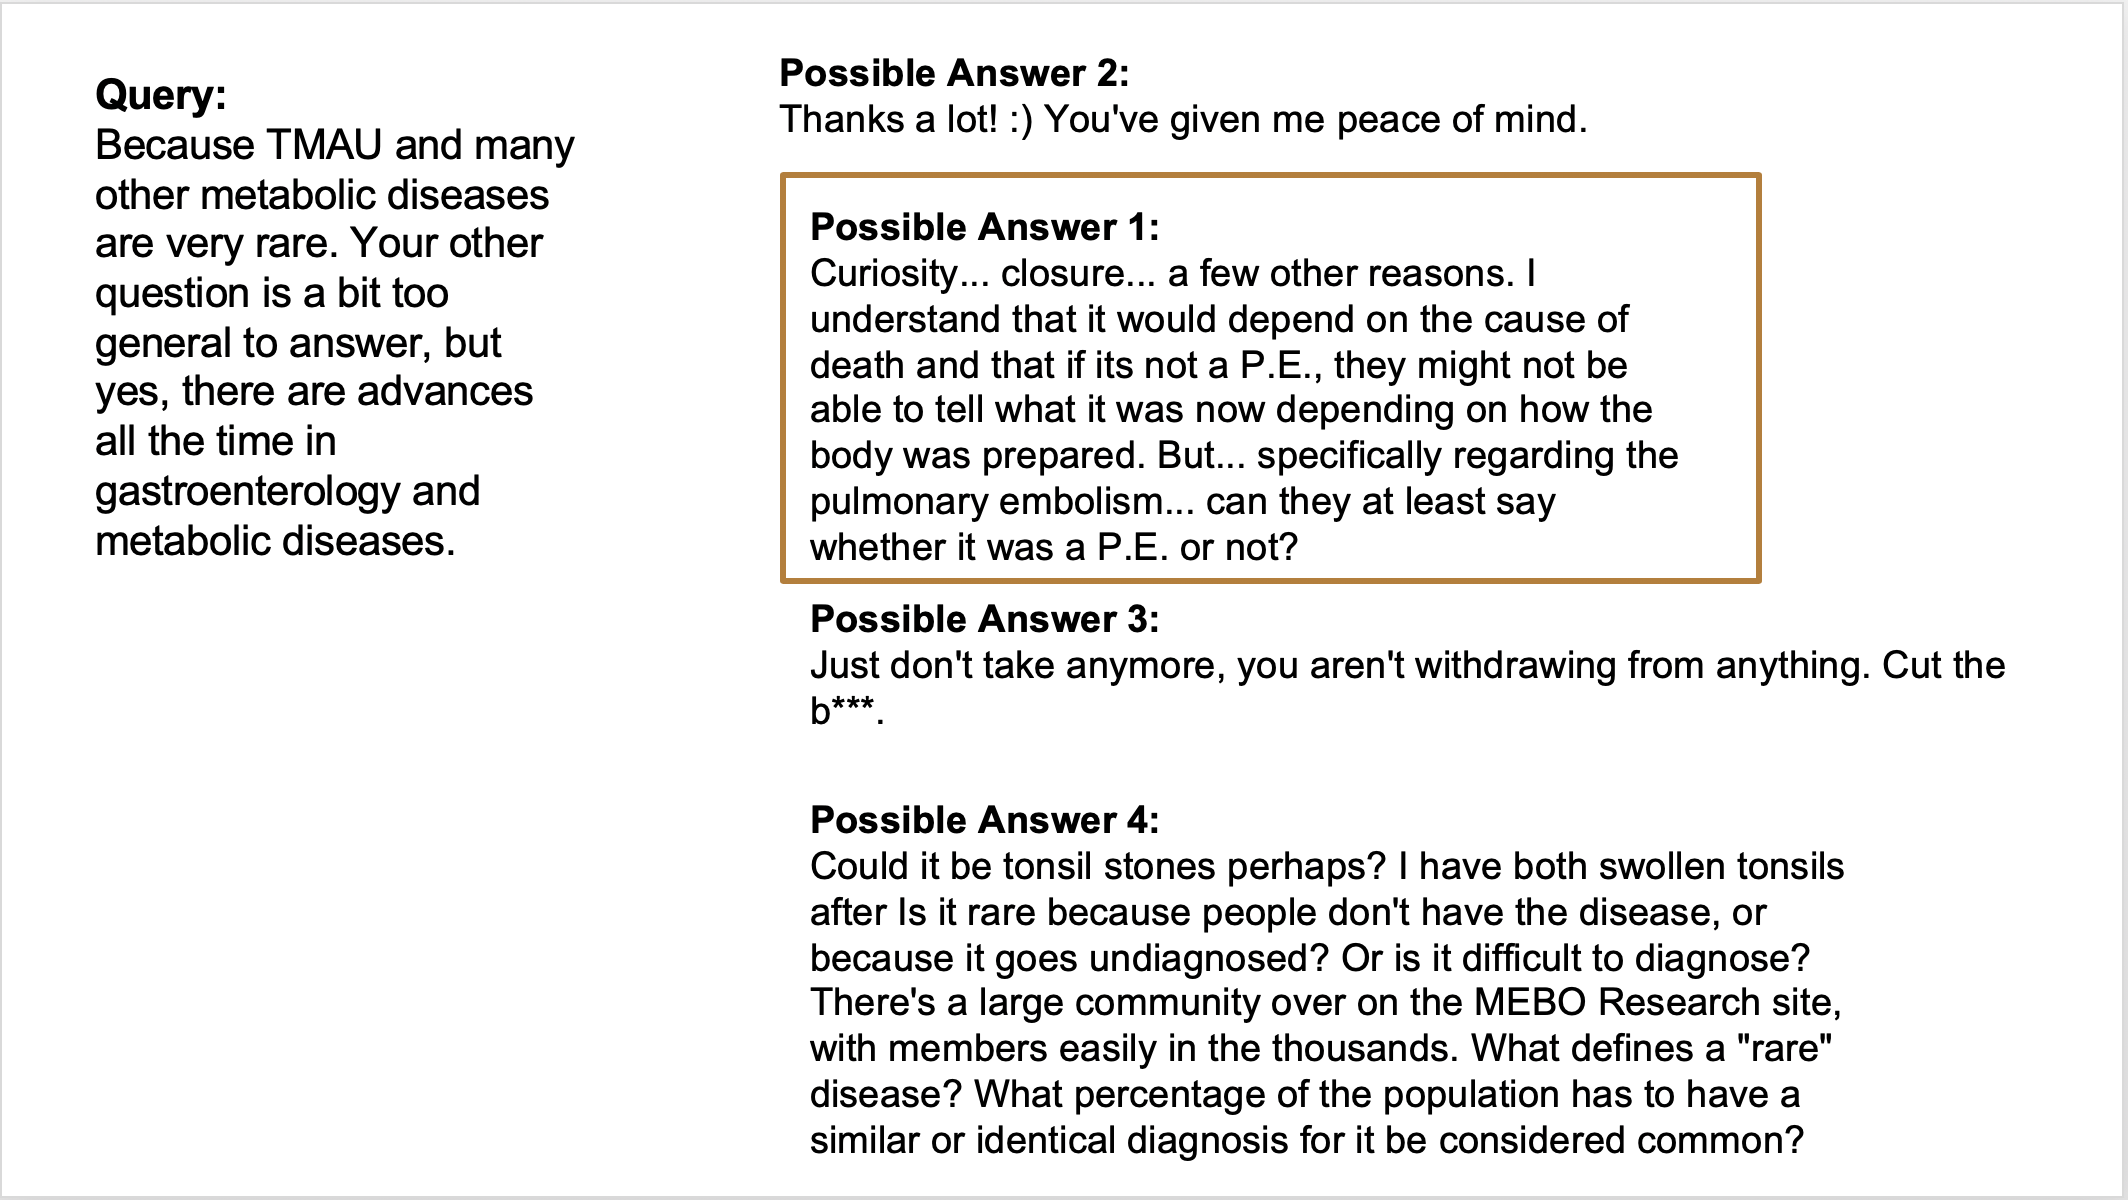 Query:
Because TMAU and many
other metabolic diseases
are very rare. Your other
question is a bit too
general to answer, but
yes, there are advances
all the time in
gastroenterology and
metabolic diseases.
Possible Answer 2:
Thanks a lot! :) You've given me peace of mind.
Possible Answer 1:
Curiosity... closure... a few other reasons. I
understand that it would depend on the cause of
death and that if its not a P.E., they might not be
able to tell what it was now depending on how the
body was prepared. But... specifically regarding the
pulmonary embolism... can they at least say
whether it was a P.E. or not?
Possible Answer 3:
Just don't take anymore, you aren't withdrawing from anything. Cut the
b***.
Possible Answer 4:
Could it be tonsil stones perhaps? I have both swollen tonsils
after Is it rare because people don't have the disease, or
because it goes undiagnosed? Or is it difficult to diagnose?
There's a large community over on the MEBO Research site,
with members easily in the thousands. What defines a "rare"
disease? What percentage of the population has to have a
similar or identical diagnosis for it be considered common?